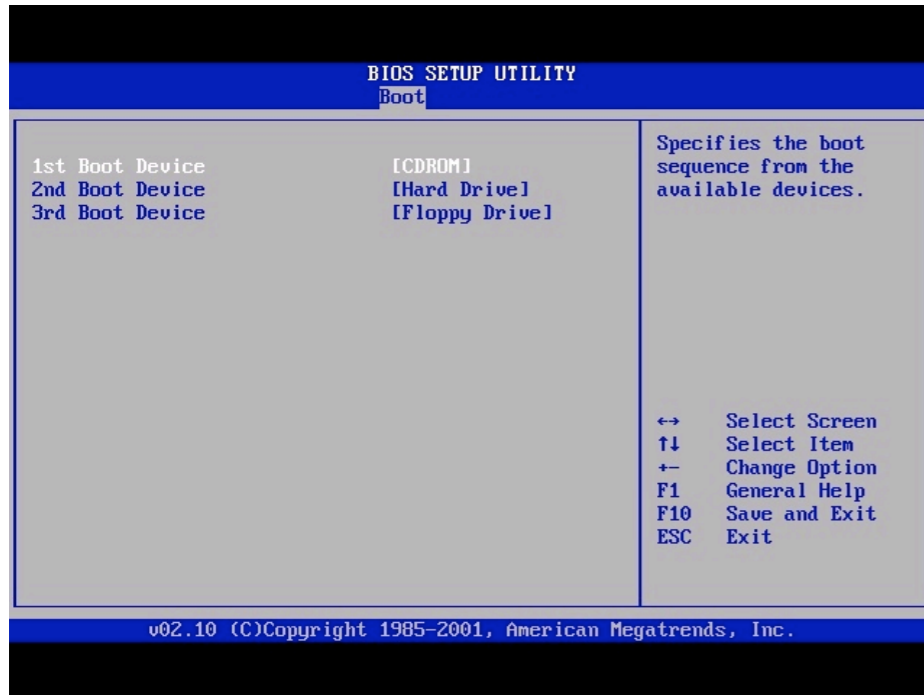 BIOS SETUP UTILITY
Boot
1st Boot Device [CDROM]
2nd Boot Device [Hard Drive]
3rd Boot Device [Floppy Drive]
Specifies the boot
sequence from the
available devices.
↔ Select Screen
↑↓ Select Item
+- Change Option
F1 General Help
F10 Save and Exit
ESC Exit
v02.10 (C)Copyright 1985-2001, American Megatrends, Inc.